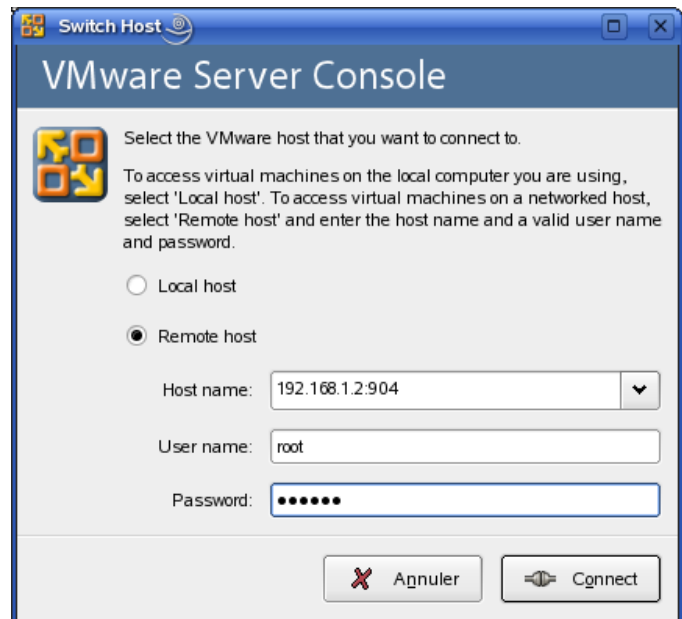 Switch Host
VMware Server Console
Select the VMware host that you want to connect to.
To access virtual machines on the local computer you are using,
select 'Local host'. To access virtual machines on a networked host,
select 'Remote host' and enter the host name and a valid user name
and password.
Local host
Remote host
Host name: 192.168.1.2:904
User name: root
Password: ●●●●●●
Annuler Connect